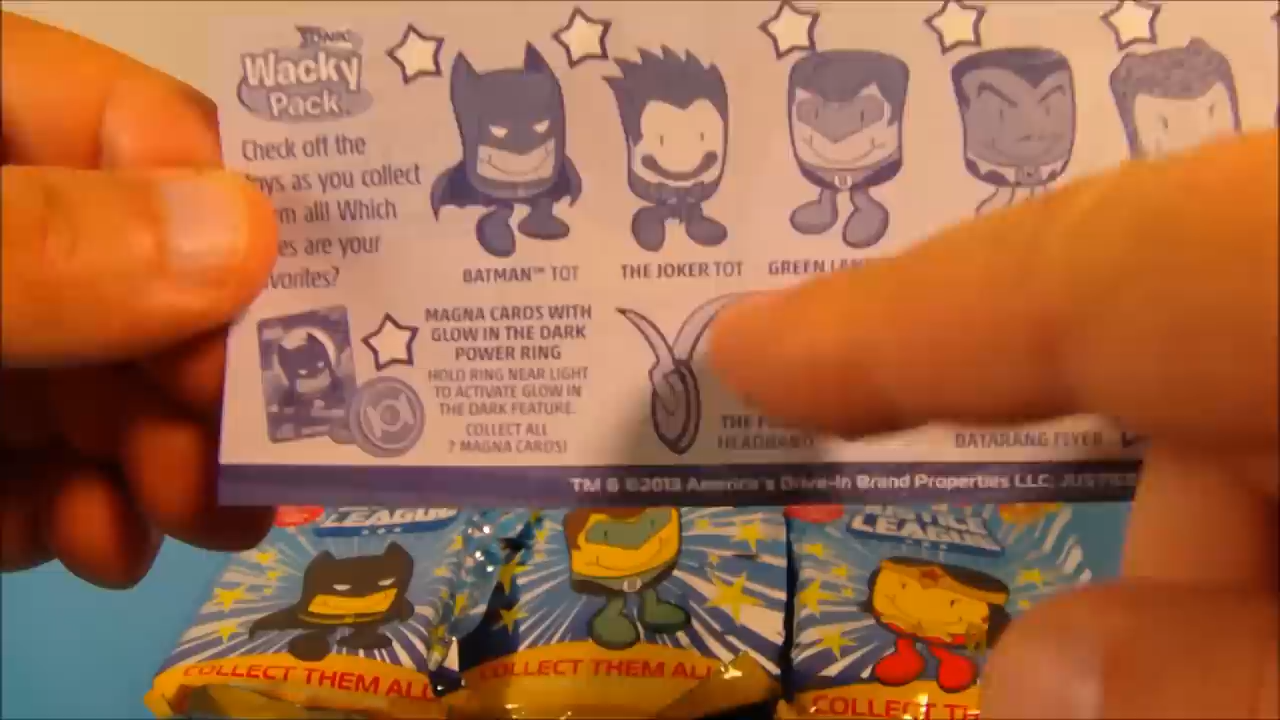 SONIC
Wacky
Pack
Check off the
toys as you collect
all! Which
are your
favorites?
BATMAN™ TOT
THE JOKER TOT
GREEN
MAGNA CARDS WITH
GLOW IN THE DARK
POWER RING
HOLD RING NEAR LIGHT
TO ACTIVATE GLOW IN
THE DARK FEATURE.
COLLECT ALL
7 MAGNA CARDS!
THE
HEADBAND
BATARANG FLYER
TM & ©2013 America's Drive-In Brand Properties LLC; JUSTICE
LEAGUE
JUSTICE
LEAGUE
COLLECT THEM ALL
COLLECT THEM ALL
COLLECT TH